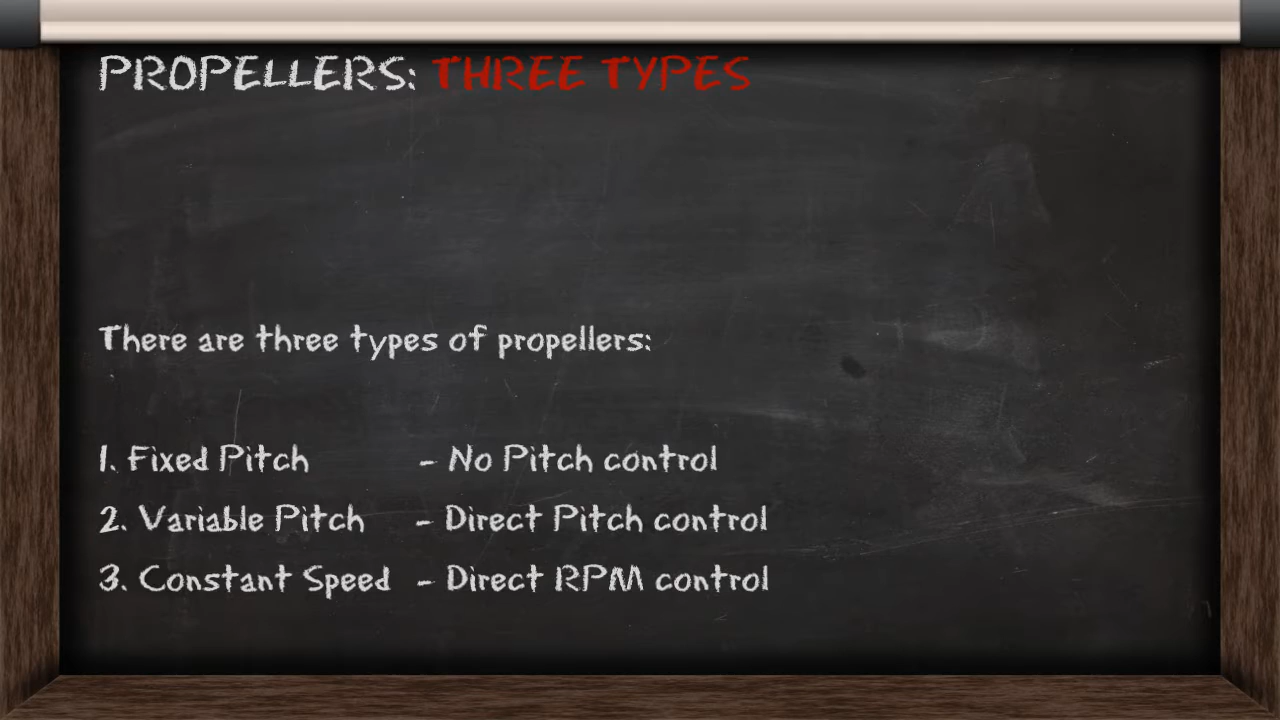 PROPELLERS: THREE TYPES
There are three types of propellers:
1. Fixed Pitch - No Pitch control
2. Variable Pitch - Direct Pitch control
3. Constant Speed - Direct RPM control